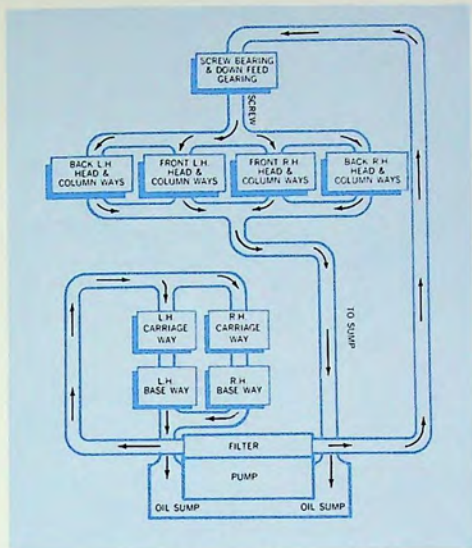 SCREW BEARING
& DOWN FEED
GEARING
SCREW
BACK L.H.
HEAD &
COLUMN WAYS
FRONT L.H.
HEAD &
COLUMN WAYS
FRONT R.H.
HEAD &
COLUMN WAYS
BACK R.H.
HEAD &
COLUMN WAYS
TO SUMP
L.H.
CARRIAGE
WAY
R.H.
CARRIAGE
WAY
L.H.
BASE WAY
R.H.
BASE WAY
FILTER
PUMP
OIL SUMP
OIL SUMP